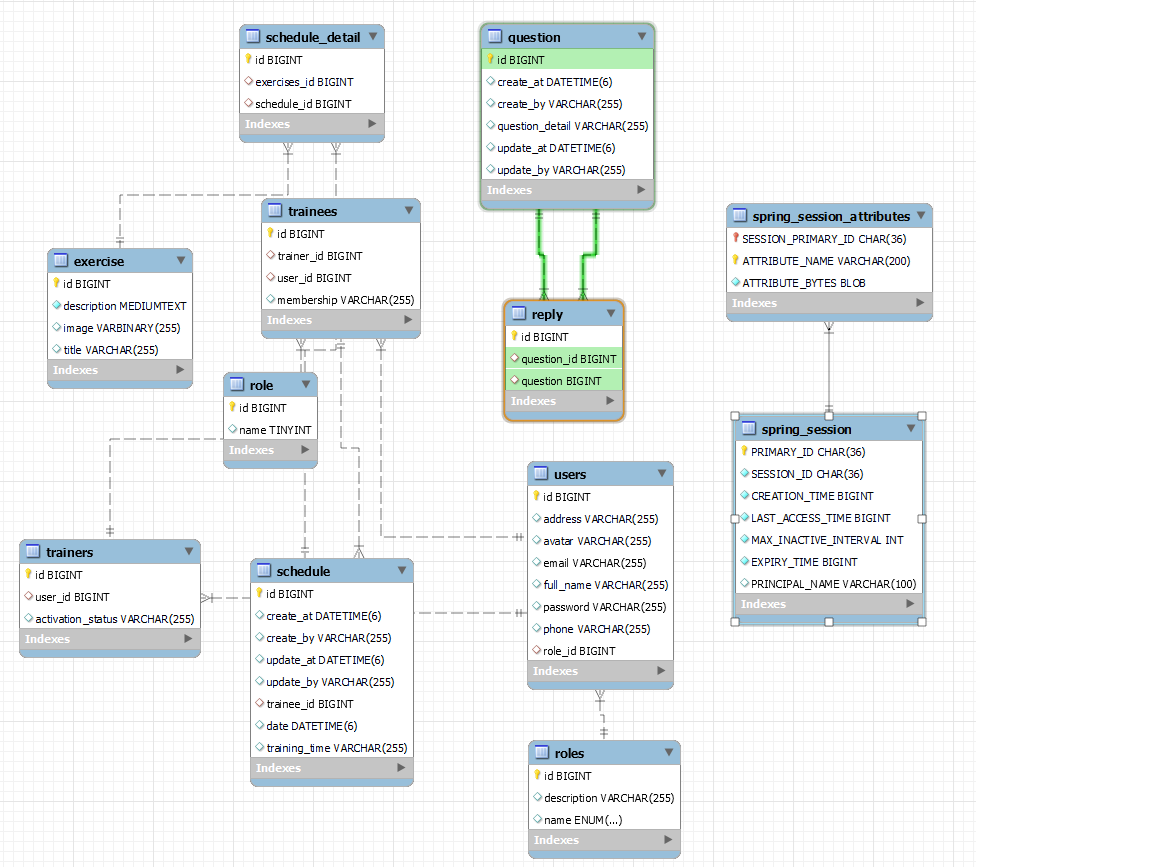 schedule_detail
id BIGINT
exercises_id BIGINT
schedule_id BIGINT
Indexes
question
id BIGINT
create_at DATETIME(6)
create_by VARCHAR(255)
question_detail VARCHAR(255)
update_at DATETIME(6)
update_by VARCHAR(255)
Indexes
trainees
id BIGINT
trainer_id BIGINT
user_id BIGINT
membership VARCHAR(255)
Indexes
spring_session_attributes
SESSION_PRIMARY_ID CHAR(36)
ATTRIBUTE_NAME VARCHAR(200)
ATTRIBUTE_BYTES BLOB
Indexes
exercise
id BIGINT
description MEDIUMTEXT
image VARBINARY(255)
title VARCHAR(255)
Indexes
reply
id BIGINT
question_id BIGINT
question BIGINT
Indexes
role
id BIGINT
name TINYINT
Indexes
spring_session
PRIMARY_ID CHAR(36)
SESSION_ID CHAR(36)
CREATION_TIME BIGINT
LAST_ACCESS_TIME BIGINT
MAX_INACTIVE_INTERVAL INT
EXPIRY_TIME BIGINT
PRINCIPAL_NAME VARCHAR(100)
Indexes
users
id BIGINT
address VARCHAR(255)
avatar VARCHAR(255)
email VARCHAR(255)
full_name VARCHAR(255)
password VARCHAR(255)
phone VARCHAR(255)
role_id BIGINT
Indexes
trainers
id BIGINT
user_id BIGINT
activation_status VARCHAR(255)
Indexes
schedule
id BIGINT
create_at DATETIME(6)
create_by VARCHAR(255)
update_at DATETIME(6)
update_by VARCHAR(255)
trainee_id BIGINT
date DATETIME(6)
training_time VARCHAR(255)
Indexes
roles
id BIGINT
description VARCHAR(255)
name ENUM(...)
Indexes